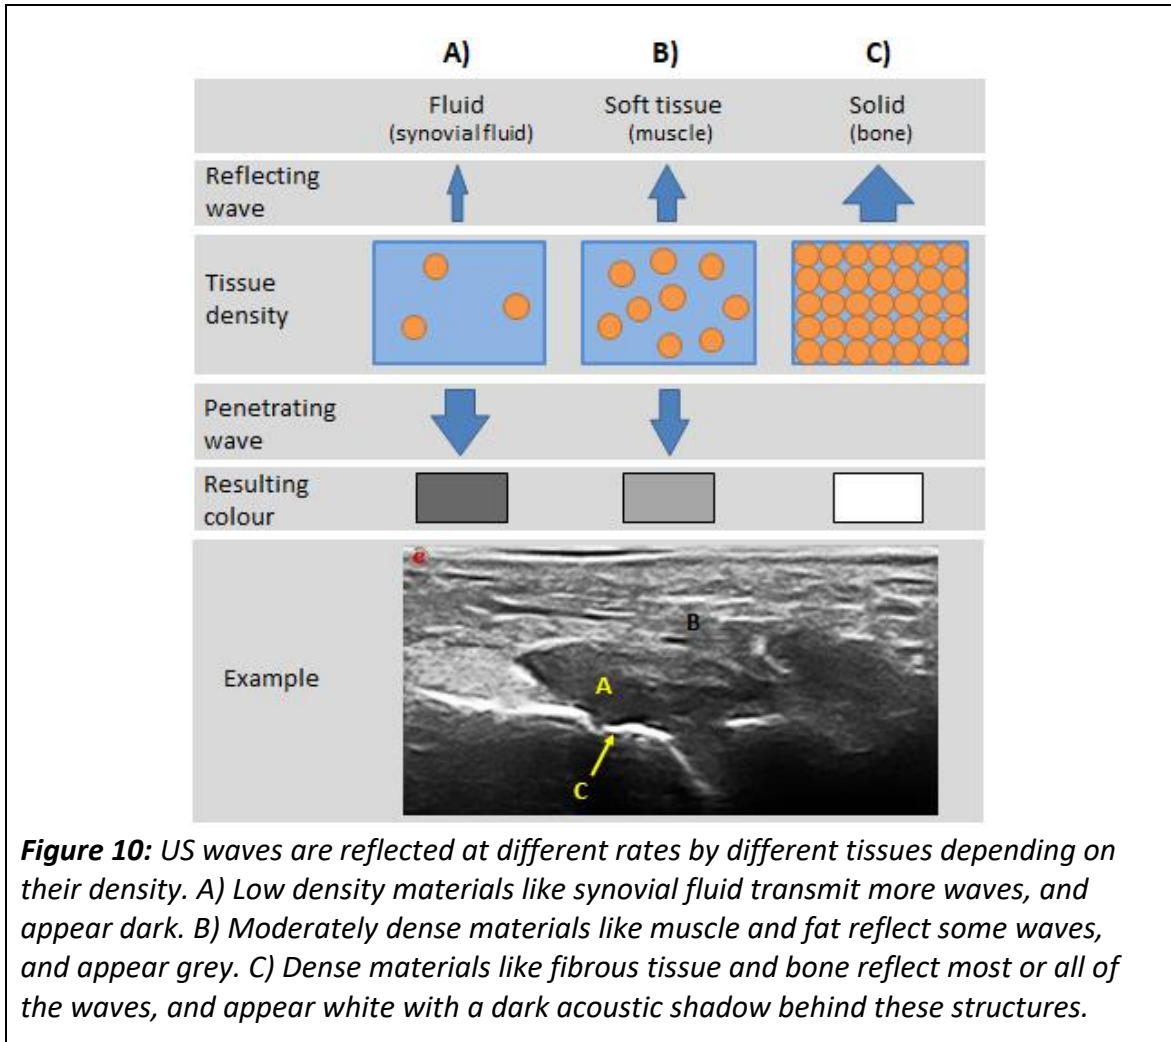 A) B) C)
Fluid Soft tissue Solid
(synovial fluid) (muscle) (bone)
Reflecting
wave
Tissue
density
Penetrating
wave
Resulting
colour
e
B
Example
A
C
Figure 10: US waves are reflected at different rates by different tissues depending on
their density. A) Low density materials like synovial fluid transmit more waves, and
appear dark. B) Moderately dense materials like muscle and fat reflect some waves,
and appear grey. C) Dense materials like fibrous tissue and bone reflect most or all of
the waves, and appear white with a dark acoustic shadow behind these structures.